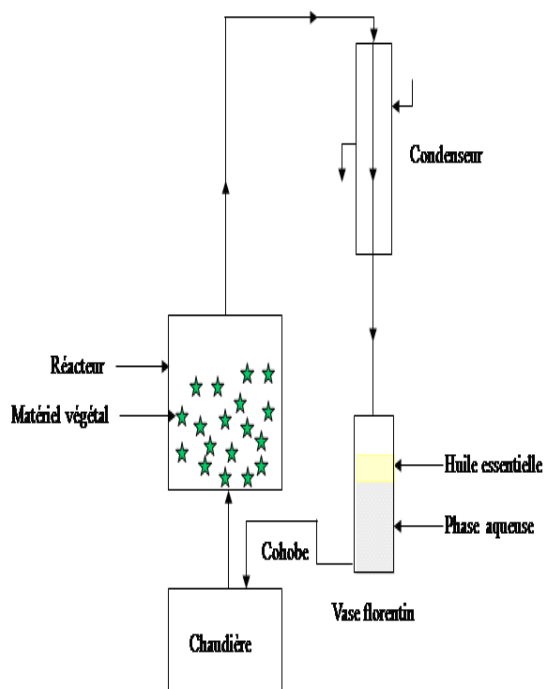 Condenseur
Réacteur
Matériel végétal
Huile essentielle
Phase aqueuse
Cohobe
Vase florentin
Chaudière